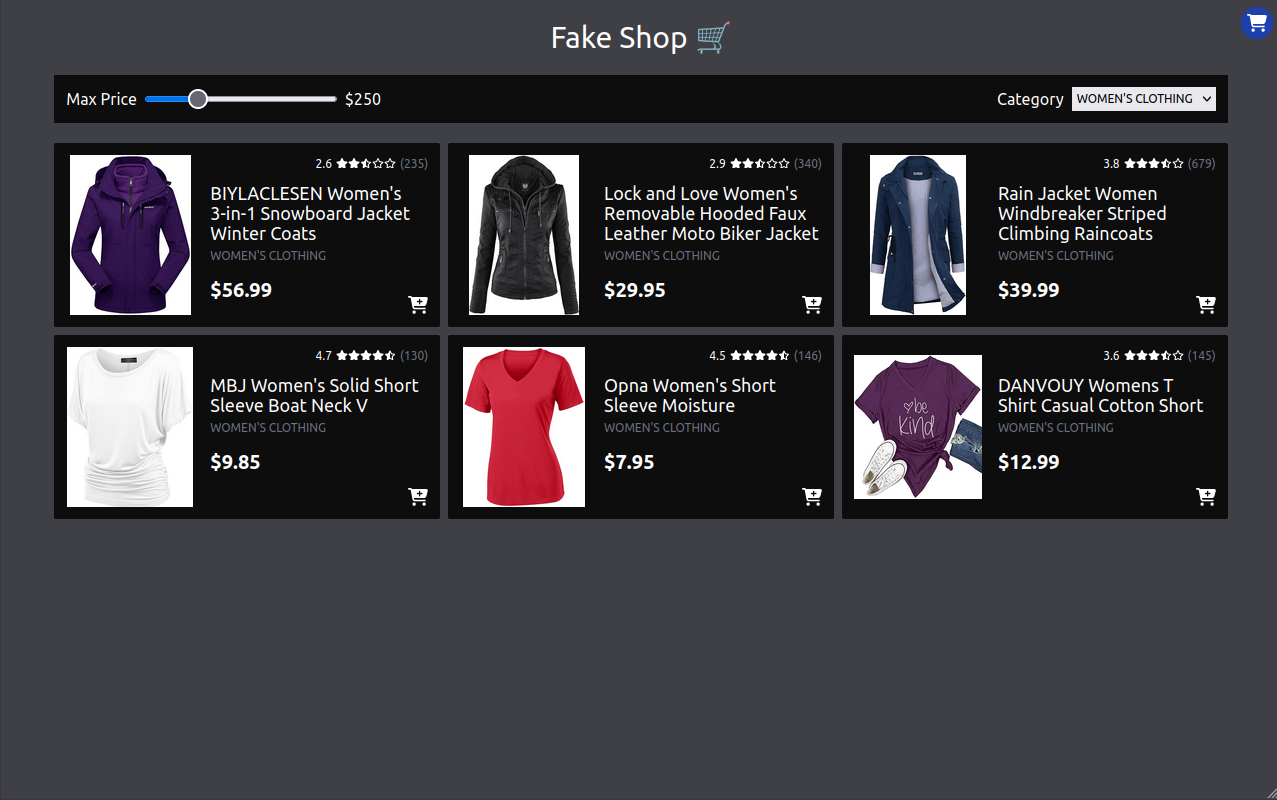 Fake Shop
Max Price $250 Category WOMEN'S CLOTHING
2.6 (235)
BIYLACLESEN Women's
3-in-1 Snowboard Jacket
Winter Coats
WOMEN'S CLOTHING
$56.99
2.9 (340)
Lock and Love Women's
Removable Hooded Faux
Leather Moto Biker Jacket
WOMEN'S CLOTHING
$29.95
3.8 (679)
Rain Jacket Women
Windbreaker Striped
Climbing Raincoats
WOMEN'S CLOTHING
$39.99
4.7 (130)
MBJ Women's Solid Short
Sleeve Boat Neck V
WOMEN'S CLOTHING
$9.85
4.5 (146)
Opna Women's Short
Sleeve Moisture
WOMEN'S CLOTHING
$7.95
be
kind
3.6 (145)
DANVOUY Womens T
Shirt Casual Cotton Short
WOMEN'S CLOTHING
$12.99